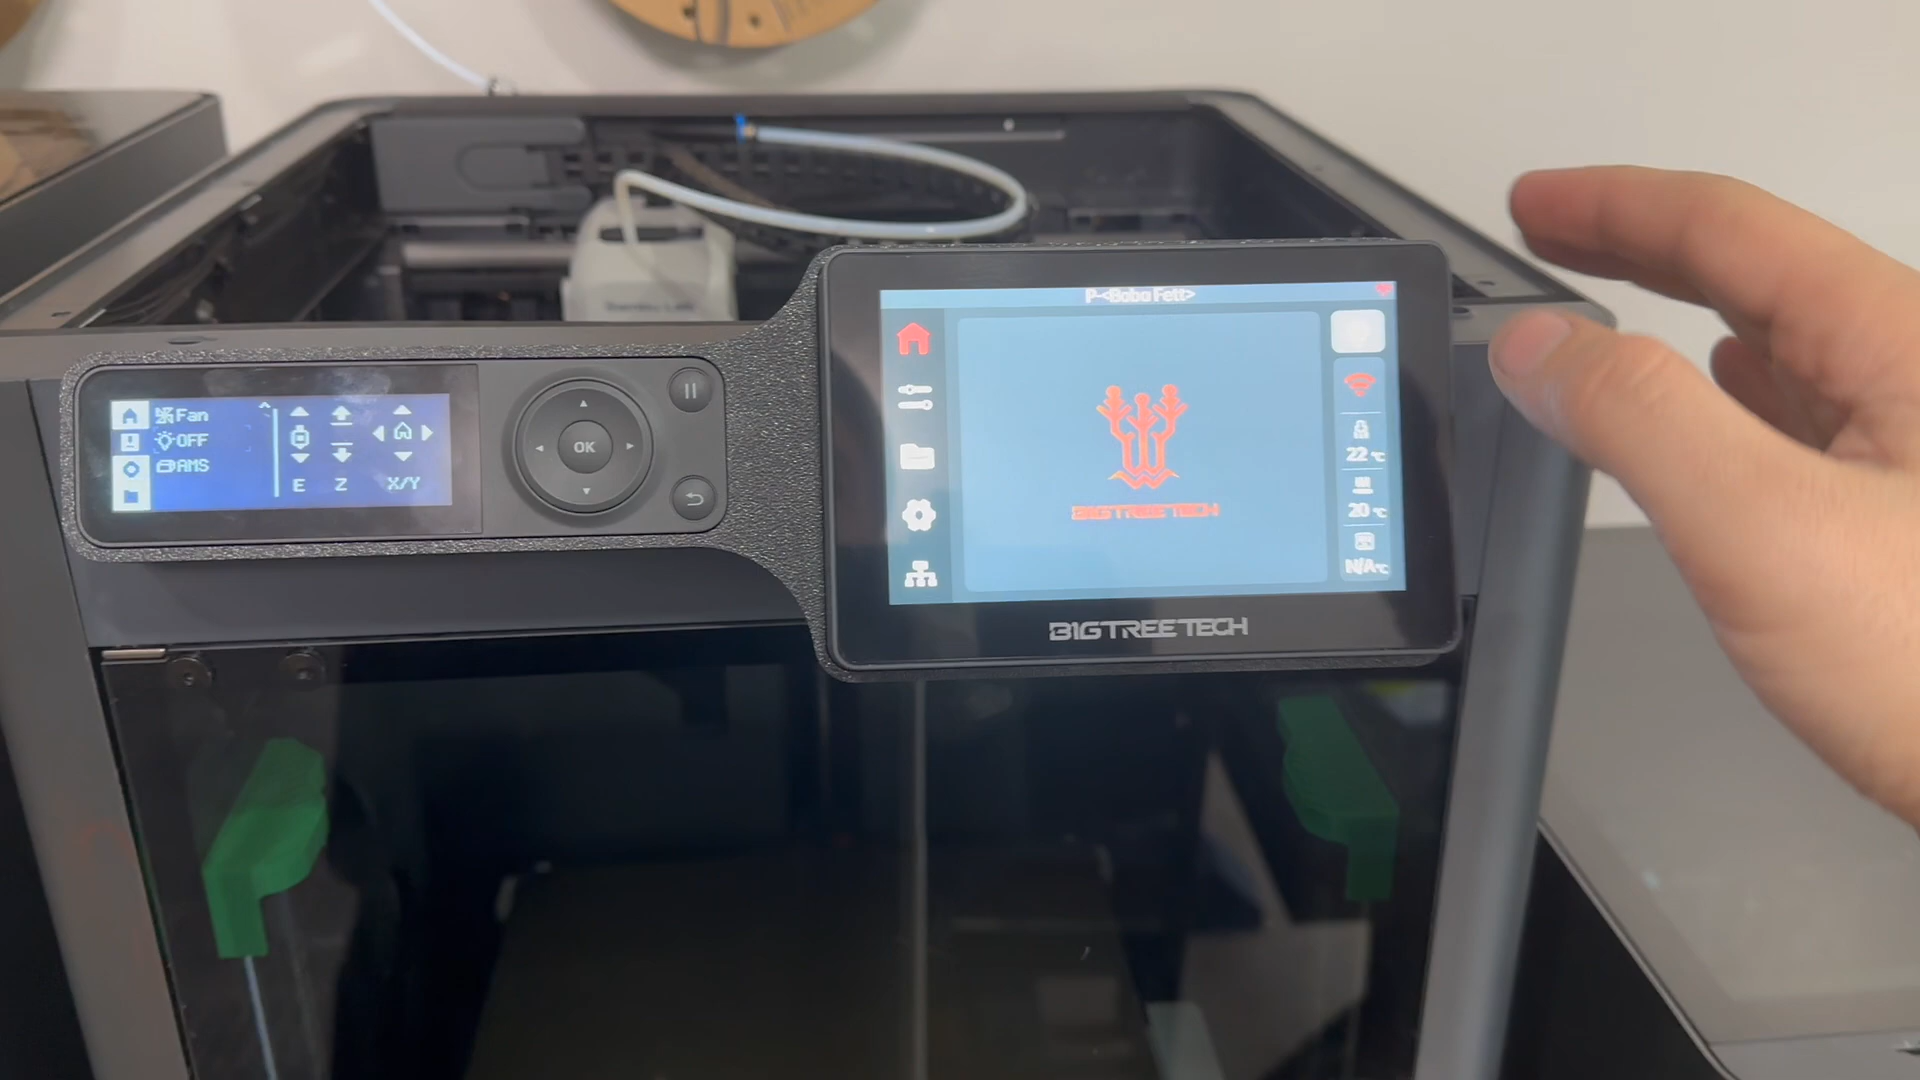 Fan
OFF
AMS
E Z X/Y
OK
P-<Boba Fett>
22 ℃
20 ℃
N/A℃
BIGTREETECH
BIGTREETECH